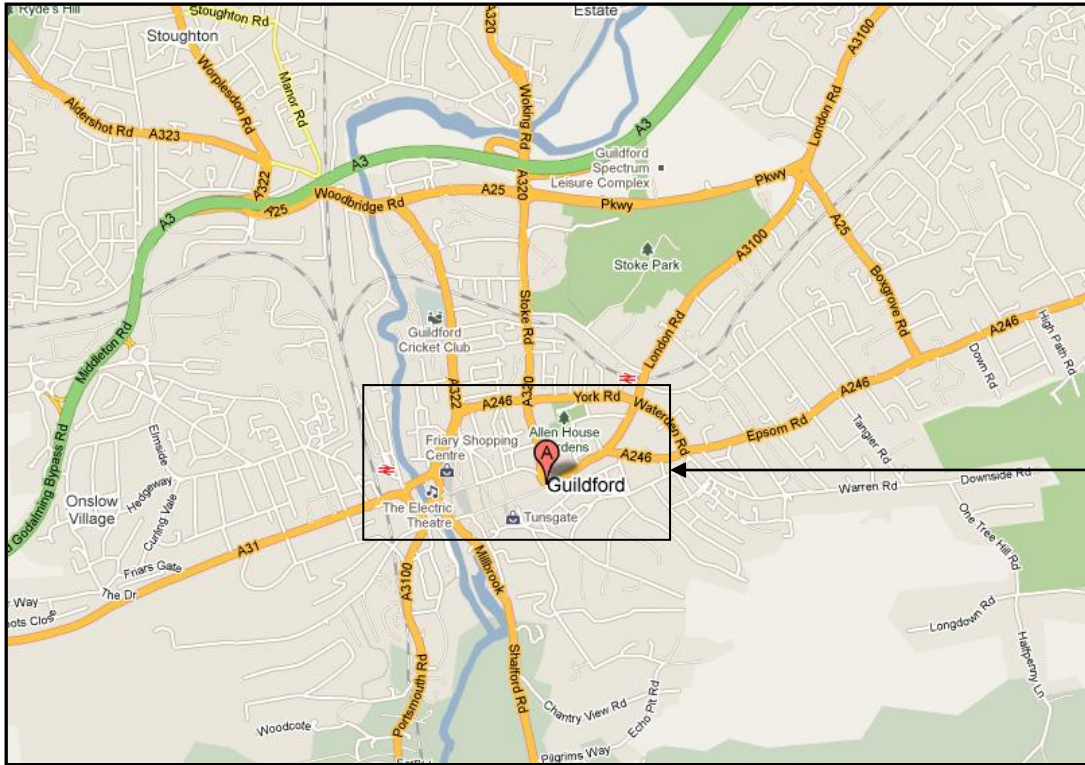 Ryde's Hill
Stoughton Rd
Stoughton
Worplesdon Rd
Manor Rd
Aldershot Rd
A323
A322
A3
A25
Woodbridge Rd
A25
A320
Woking Rd
A320
Estate
A3
A3100
London Rd
Guildford
Spectrum
Leisure Complex
Pkwy
Pkwy
A3
Middleton Rd
Godalming Bypass Rd
Stoke Park
A3100
London Rd
A25
Boxgrove Rd
A246
High Path Rd
Down Rd
A246
Epsom Rd
Tangier Rd
Stoke Rd
A320
Guildford
Cricket Club
A322
A246
York Rd
Waterden Rd
Allen House
Gardens
A
A246
Guildford
Friary Shopping
Centre
The Electric
Theatre
Tunsgate
Warren Rd
Downside Rd
One Tree Hill Rd
Longdown Rd
Halfpenny Ln
Elmside
Hedgeway
Onslow
Village
Curling Vale
Friars Gate
The Dr
Way
A31
A3100
Portsmouth Rd
Millbrook
Shalford Rd
Chantry View Rd
Echo Pit Rd
Pilgrims Way
Woodcote